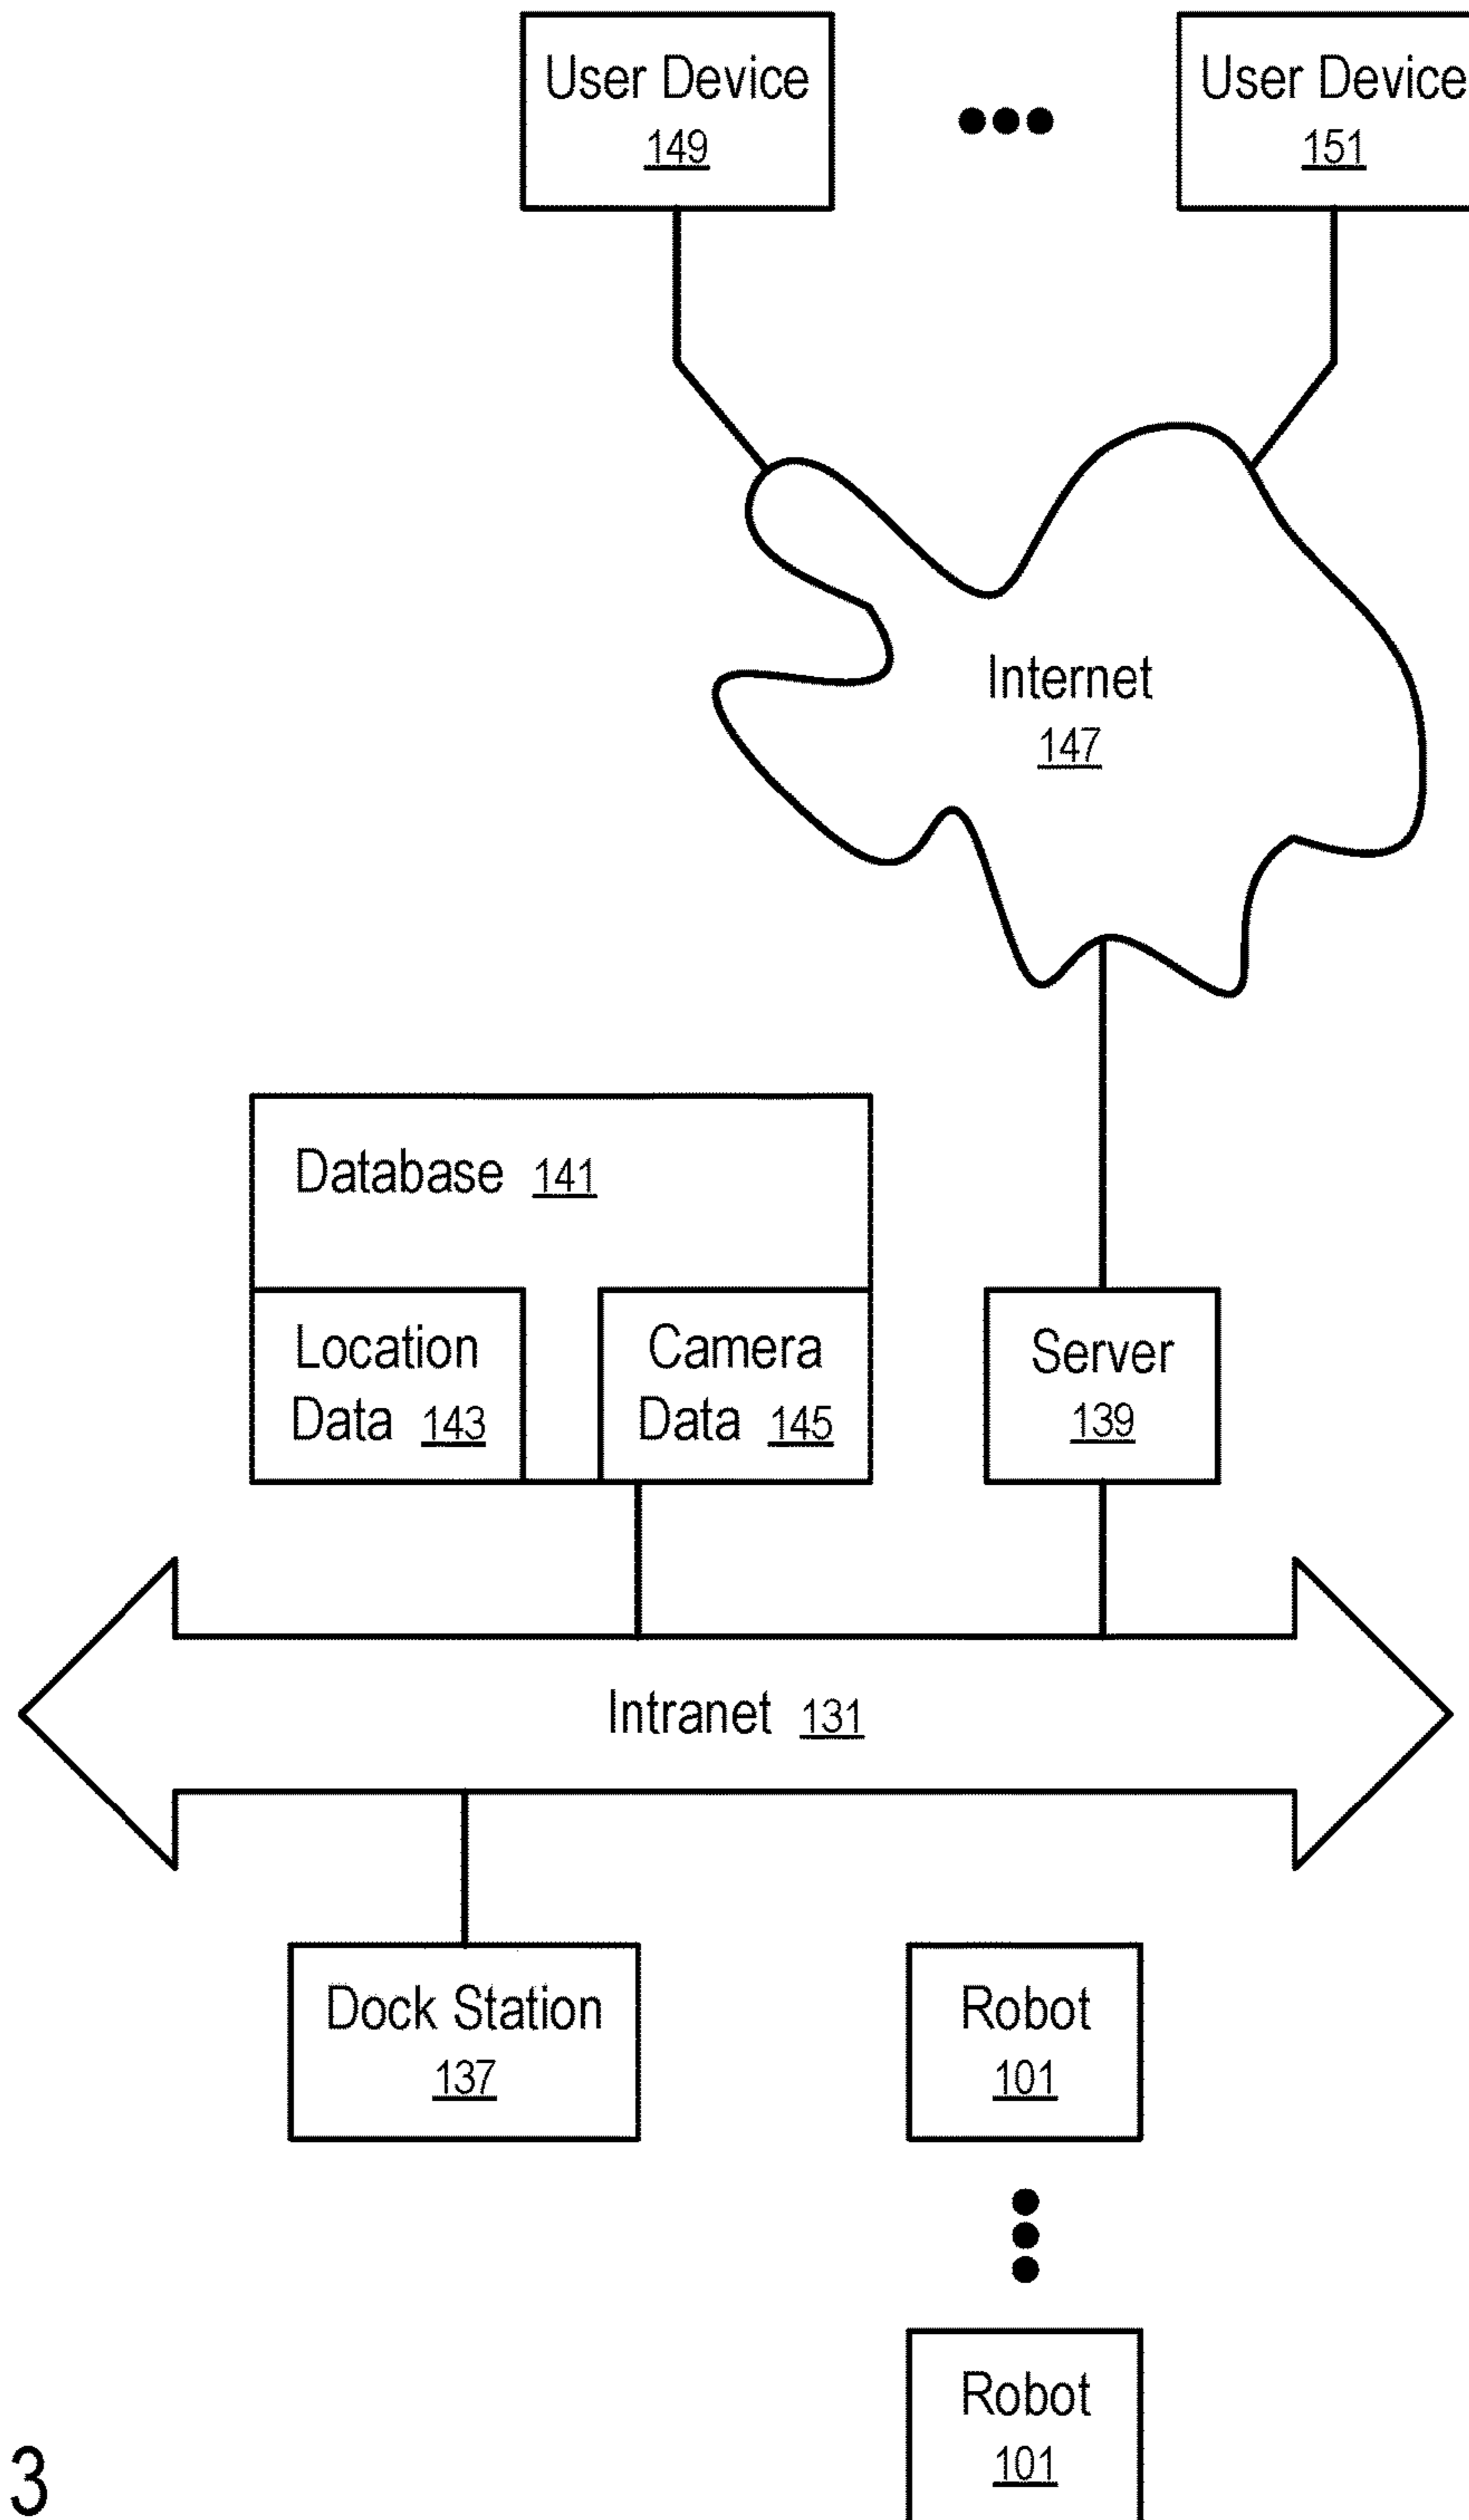 User Device
149
User Device
151
Internet
147
Database 141
Location
Data 143
Camera
Data 145
Server
139
Intranet 131
Dock Station
137
Robot
101
Robot
101
3